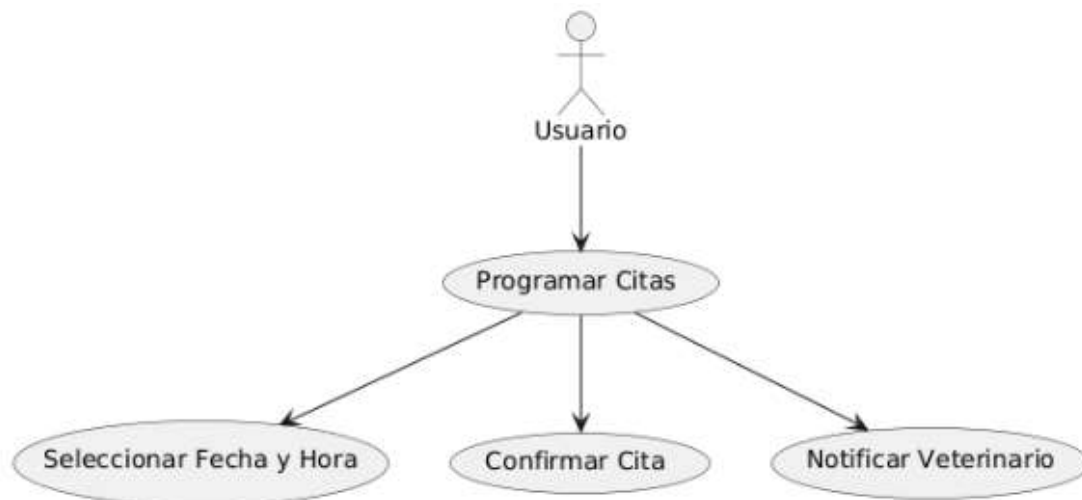 Usuario
Programar Citas
Seleccionar Fecha y Hora
Confirmar Cita
Notificar Veterinario